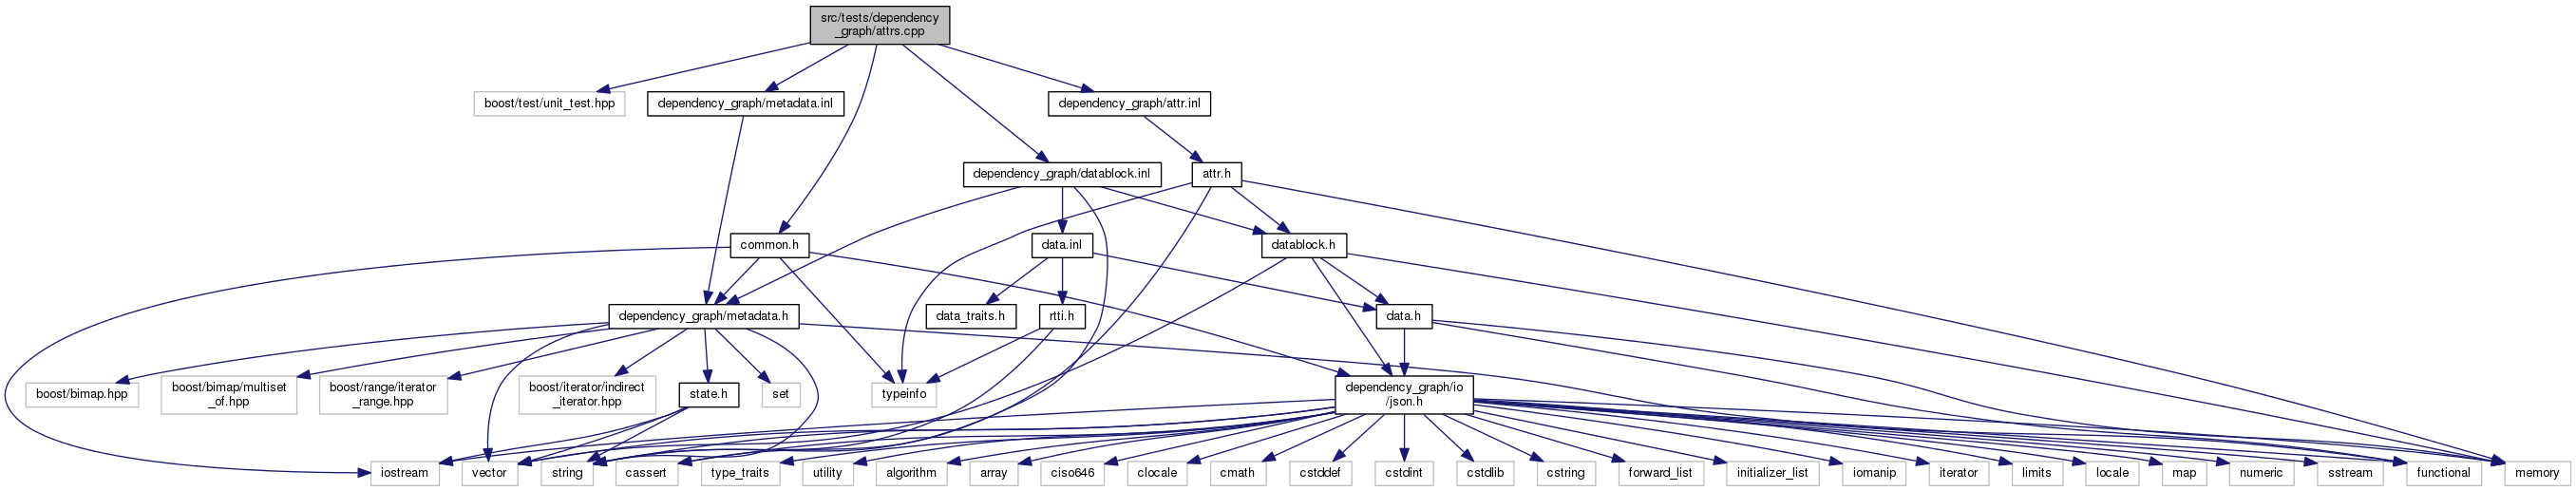 src/tests/dependency
_graph/attrs.cpp
boost/test/unit_test.hpp
dependency_graph/metadata.inl
dependency_graph/attr.inl
dependency_graph/datablock.inl
attr.h
common.h
data.inl
datablock.h
dependency_graph/metadata.h
data_traits.h
rtti.h
data.h
boost/bimap.hpp
boost/bimap/multiset
_of.hpp
boost/range/iterator
_range.hpp
boost/iterator/indirect
_iterator.hpp
state.h
set
typeinfo
dependency_graph/io
/json.h
iostream
vector
string
cassert
type_traits
utility
algorithm
array
ciso646
clocale
cmath
cstddef
cstdint
cstdlib
cstring
forward_list
initializer_list
iomanip
iterator
limits
locale
map
numeric
sstream
functional
memory